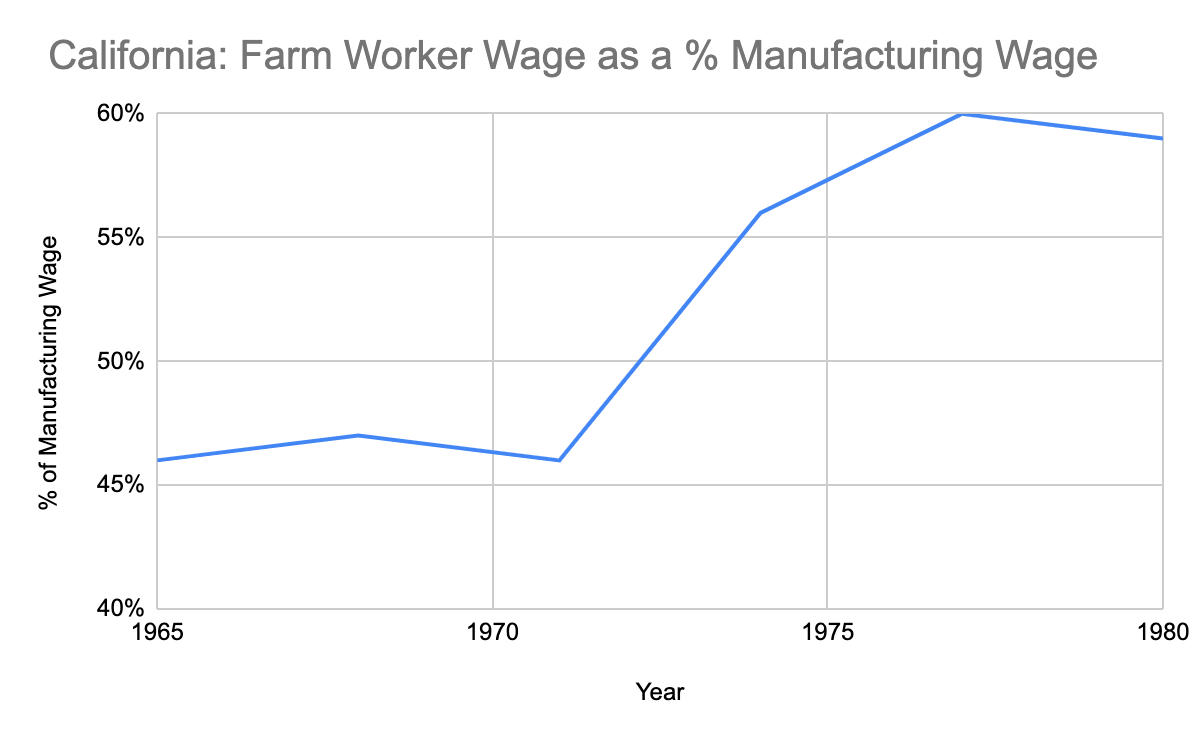 California: Farm Worker Wage as a % Manufacturing Wage
60%
55%
50%
45%
40%
% of Manufacturing Wage
1965 1970 1975 1980
Year